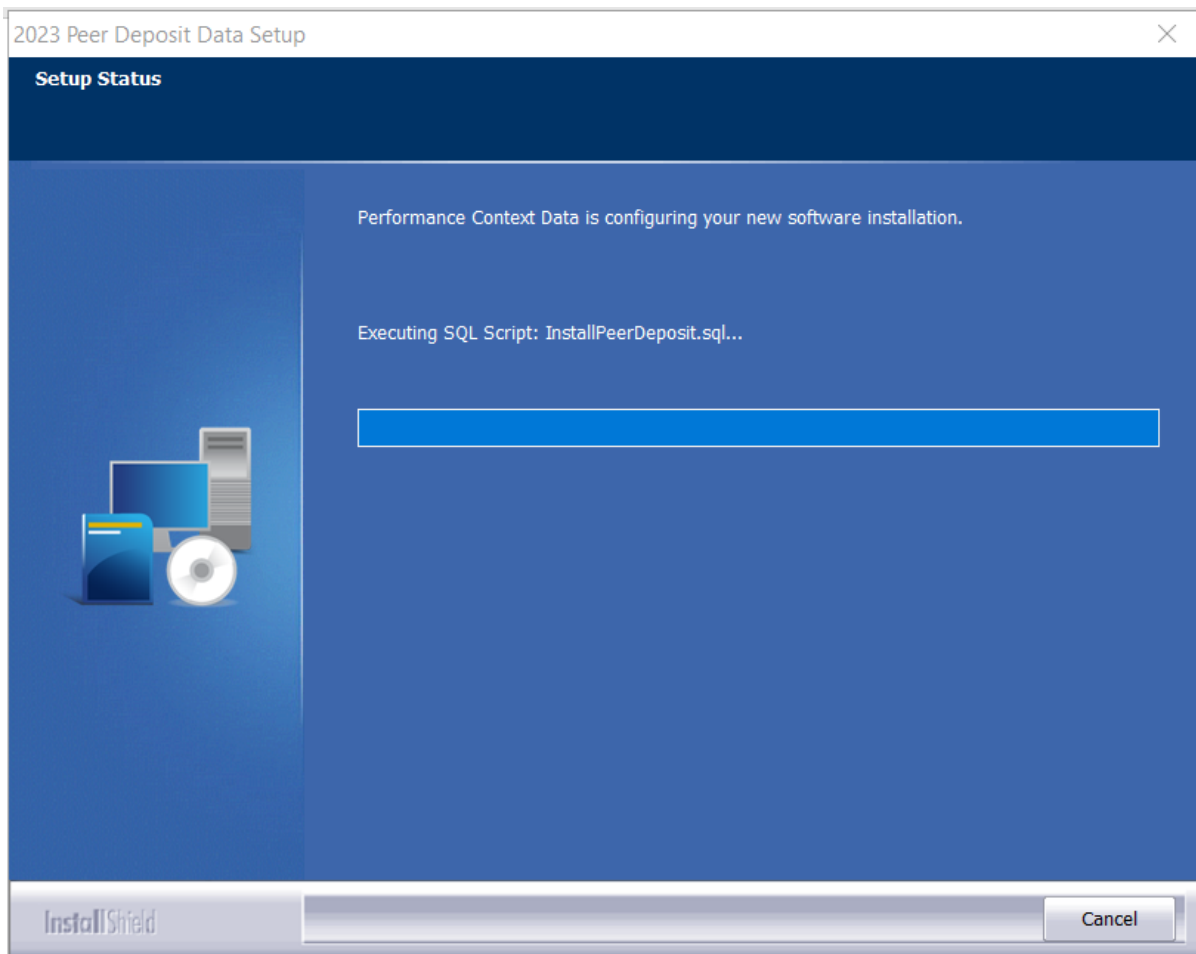 2023 Peer Deposit Data Setup
Setup Status
Performance Context Data is configuring your new software installation.
Executing SQL Script: InstallPeerDeposit.sql...
InstallShield
Cancel